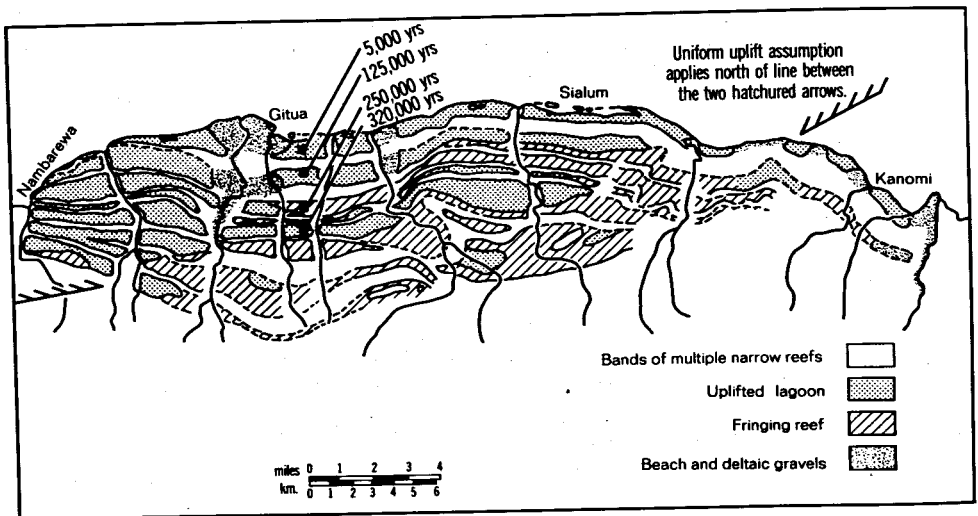 5,000 yrs
125,000 yrs
250,000 yrs
320,000 yrs
Uniform uplift assumption
applies north of line between
the two hatchured arrows.
Nambarewa
Gitua
Sialum
Kanomi
Bands of multiple narrow reefs
Uplifted lagoon
Fringing reef
Beach and deltaic gravels
miles 0 1 2 3 4
km. 0 1 2 3 4 5 6